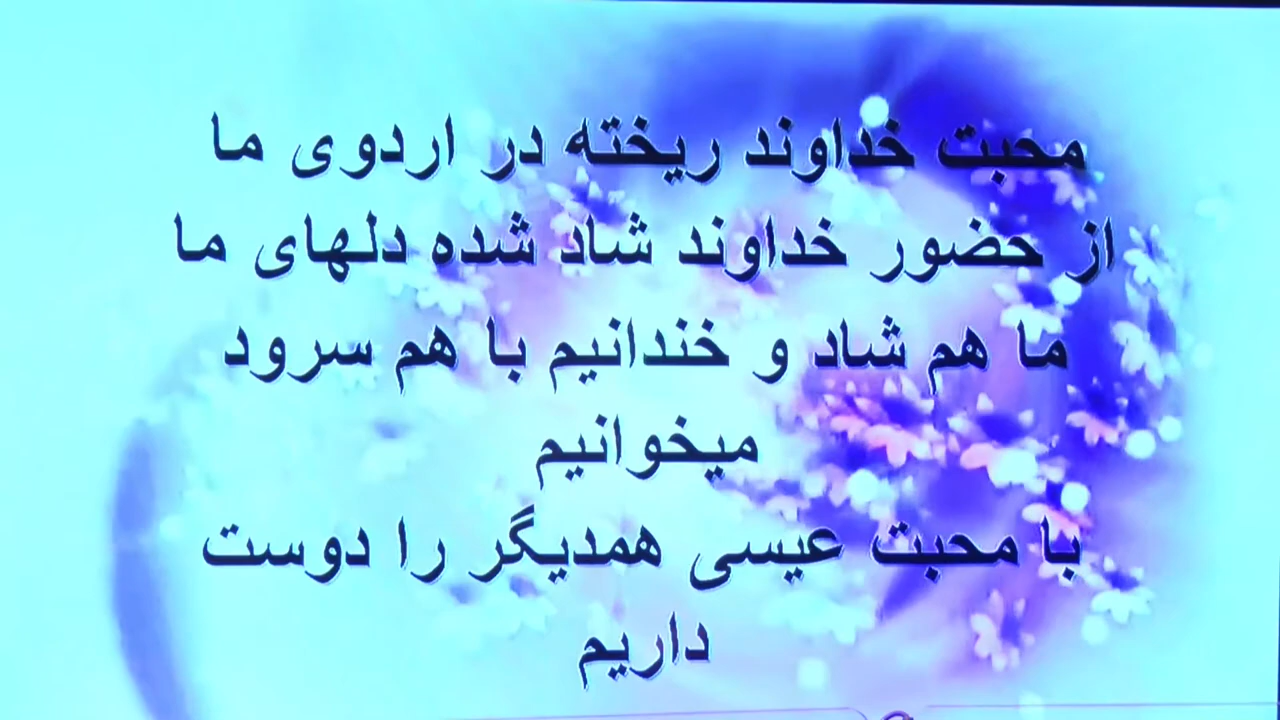 محبت خداوند ریخته در اردوی ما
از حضور خداوند شاد شده دلهای ما
ما هم شاد و خندانیم با هم سرود
میخوانیم
با محبت عیسی همدیگر را دوست
داریم